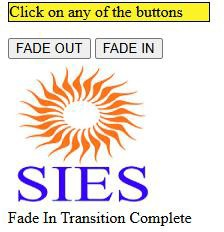 Click on any of the buttons
FADE OUT FADE IN
SIES
Fade In Transition Complete